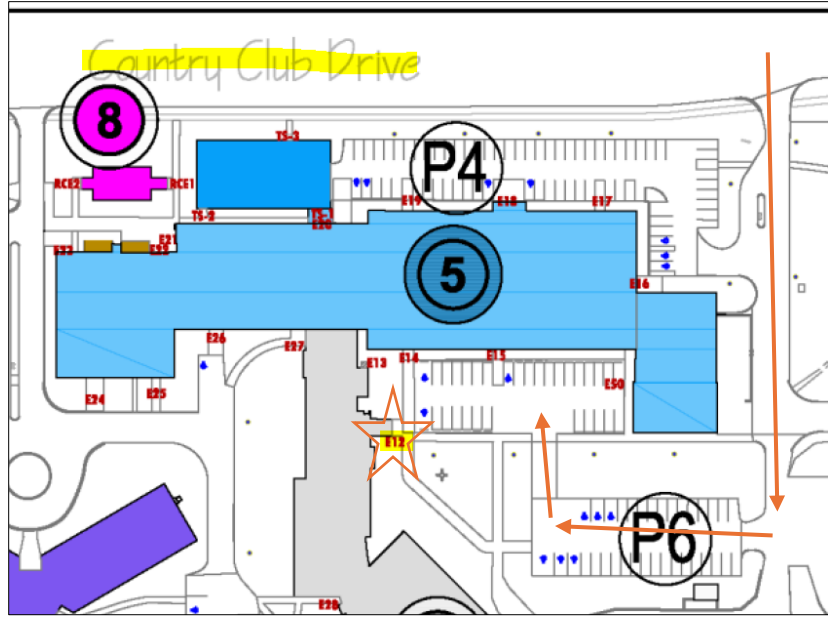 Country Club Drive
8
TS-3
P4
RCE2
RCE1
E19
E18
E17
TS-2
TS-1
E20
E21
E23
E22
5
E16
E26
E27
E13
E14
E15
E50
E24
E25
E12
P6
E28